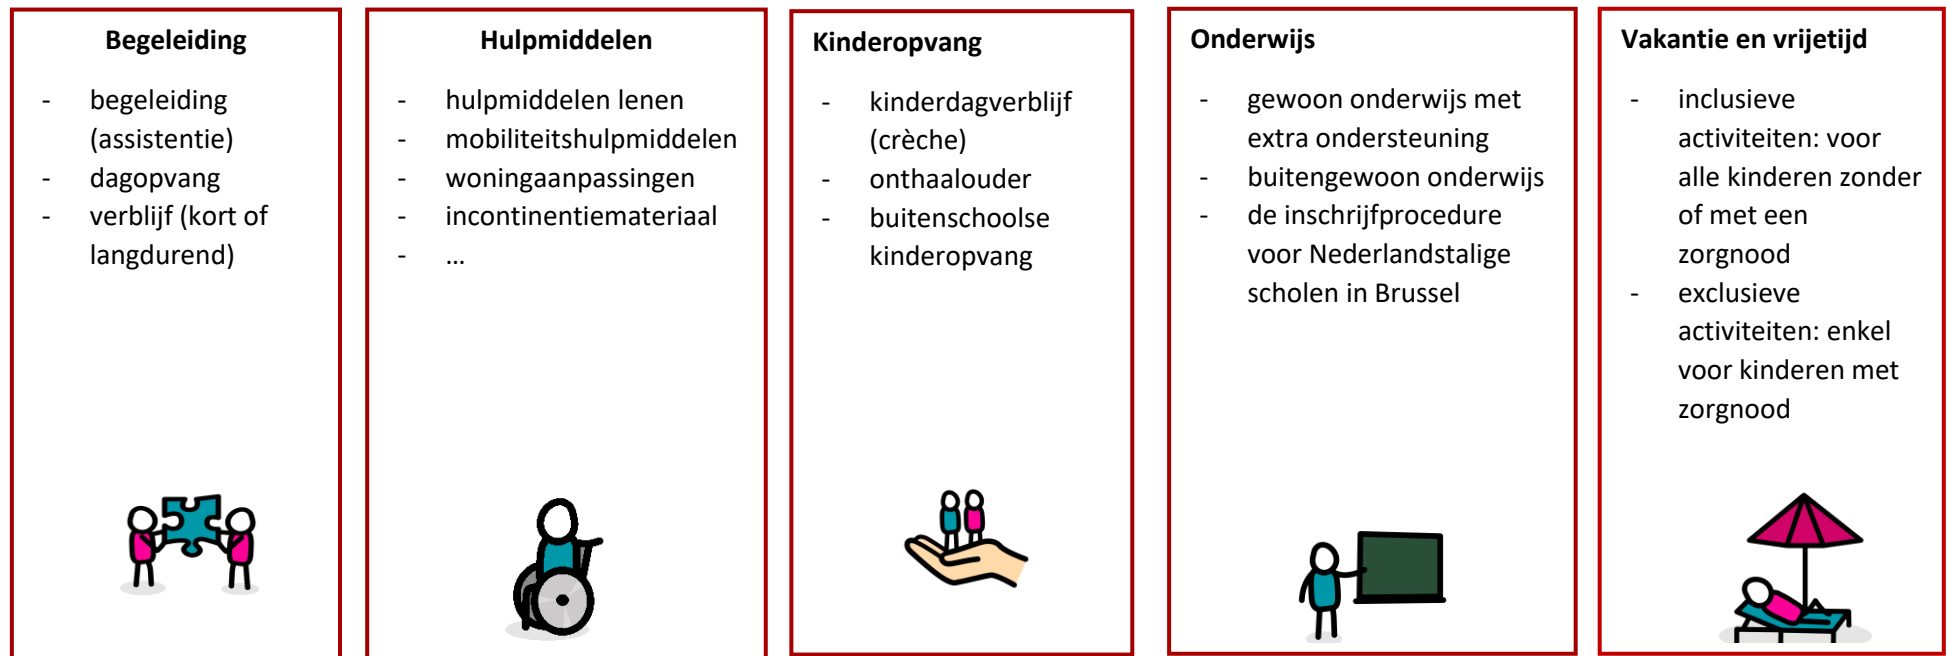 Begeleiding
- begeleiding
(assistentie)
- dagopvang
- verblijf (kort of
langdurend)
Hulpmiddelen
- hulpmiddelen lenen
- mobiliteitshulpmiddelen
- woningaanpassingen
- incontinentiemateriaal
- ...
Kinderopvang
- kinderdagverblijf
(crèche)
- onthaalouder
- buitenschoolse
kinderopvang
Onderwijs
- gewoon onderwijs met
extra ondersteuning
- buitengewoon onderwijs
- de inschrijfprocedure
voor Nederlandstalige
scholen in Brussel
Vakantie en vrijetijd
- inclusieve
activiteiten: voor
alle kinderen zonder
of met een
zorgnood
- exclusieve
activiteiten: enkel
voor kinderen met
zorgnood